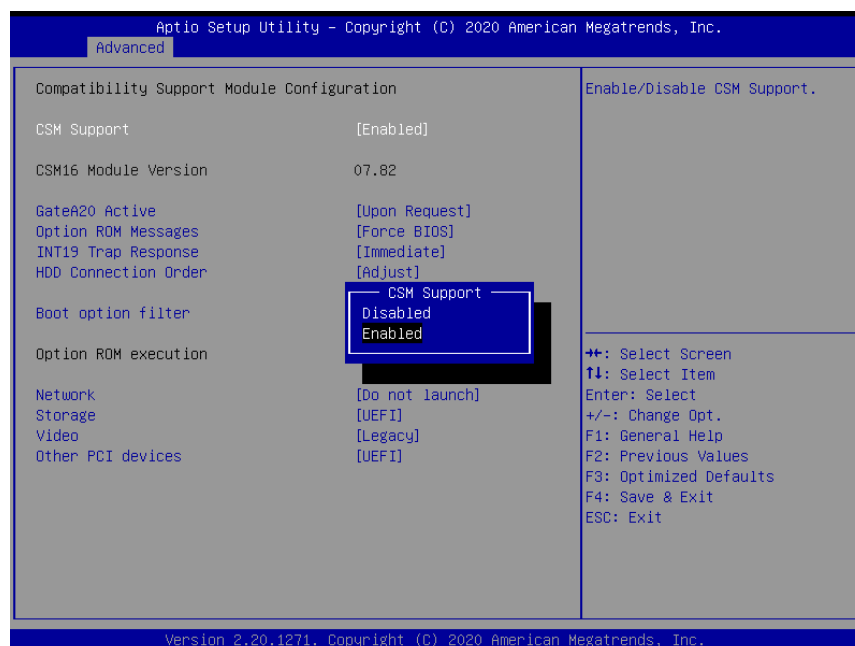 Aptio Setup Utility – Copyright (C) 2020 American Megatrends, Inc.
Advanced
Compatibility Support Module Configuration
Enable/Disable CSM Support.
CSM Support [Enabled]
CSM16 Module Version 07.82
GateA20 Active [Upon Request]
Option ROM Messages [Force BIOS]
INT19 Trap Response [Immediate]
HDD Connection Order [Adjust]
CSM Support
Boot option filter
Disabled
Enabled
Option ROM execution
Network [Do not launch]
Storage [UEFI]
Video [Legacy]
Other PCI devices [UEFI]
→←: Select Screen
↑↓: Select Item
Enter: Select
+/-: Change Opt.
F1: General Help
F2: Previous Values
F3: Optimized Defaults
F4: Save & Exit
ESC: Exit
Version 2.20.1271. Copyright (C) 2020 American Megatrends, Inc.